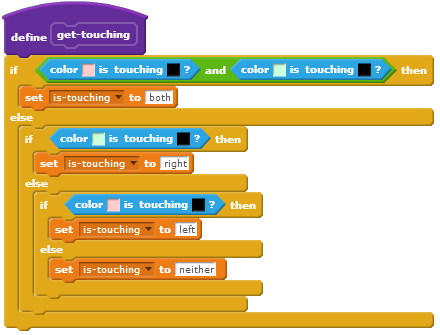 define get-touching
if color is touching ? and color is touching ? then
set is-touching to both
else
if color is touching ? then
set is-touching to right
else
if color is touching ? then
set is-touching to left
else
set is-touching to neither